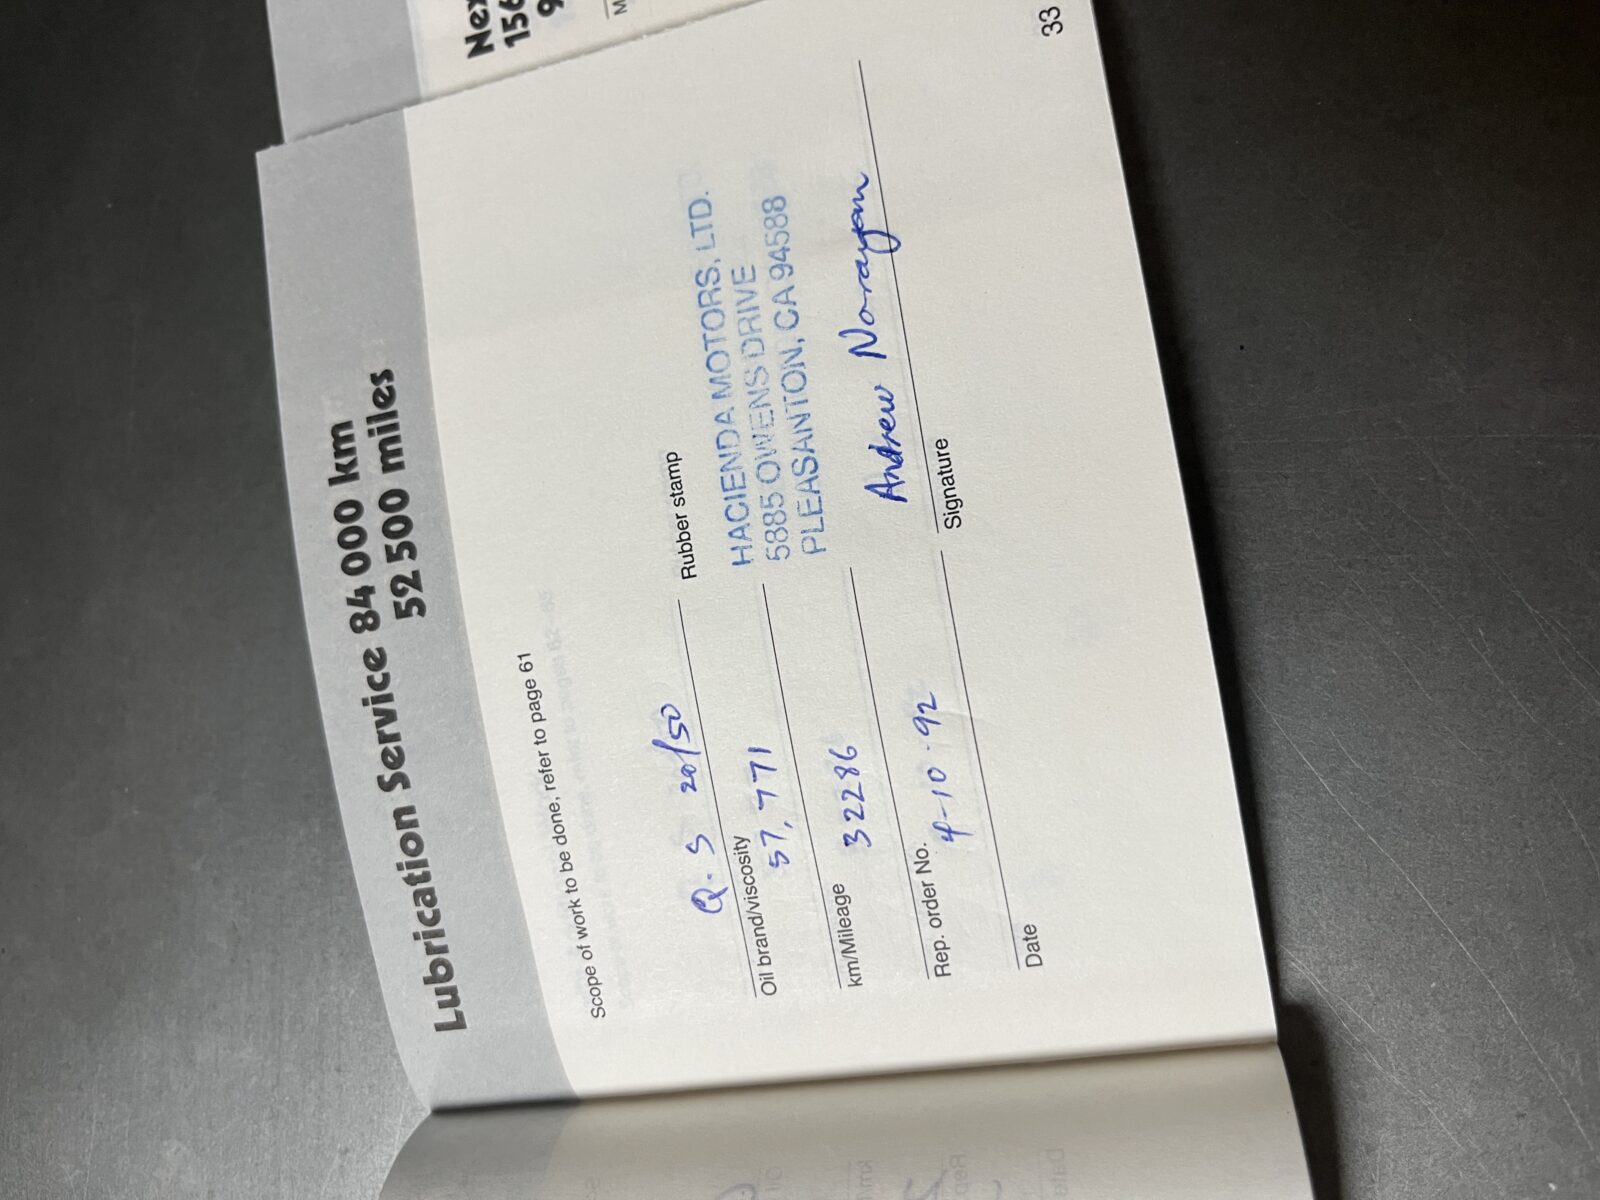 Lubrication Service 84 000 km
52 500 miles
Scope of work to be done, refer to page 61
Q.S 20/50
Oil brand/viscosity
57,771
km/Mileage
32286
Rep. order No.
4-10-92
Date
Rubber stamp
HACIENDA MOTORS, LTD.
5885 OWENS DRIVE
PLEASANTON, CA 94588
Andrew Narayan
Signature
33